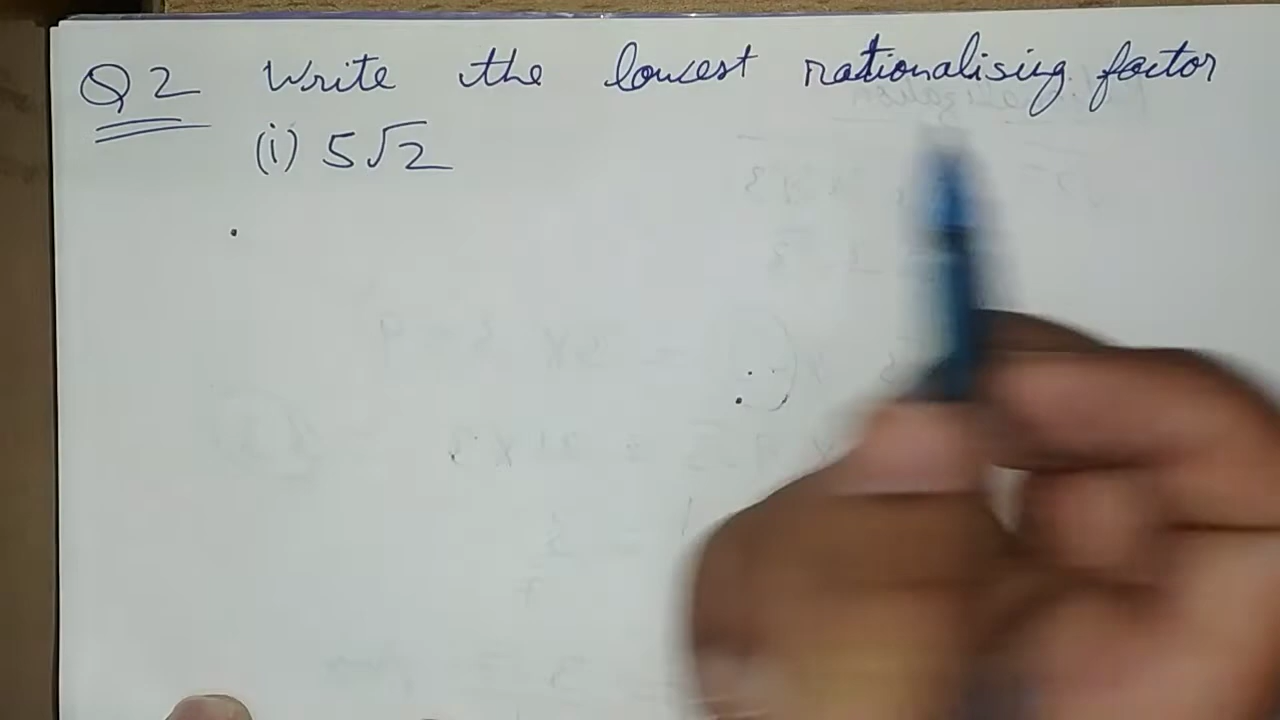 Q2 Write the lowest rationalising factor
(i) 5√2